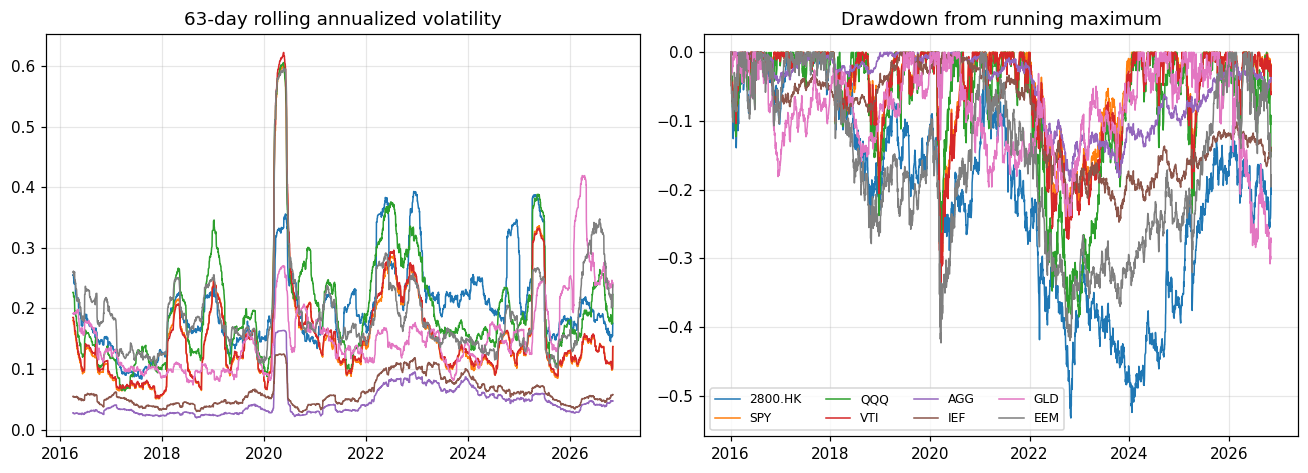 63-day rolling annualized volatility
0.6
0.5
0.4
0.3
0.2
0.1
0.0
2016 2018 2020 2022 2024 2026
Drawdown from running maximum
0.0
−0.1
−0.2
−0.3
−0.4
−0.5
2800.HK QQQ AGG GLD
SPY VTI IEF EEM
2016 2018 2020 2022 2024 2026